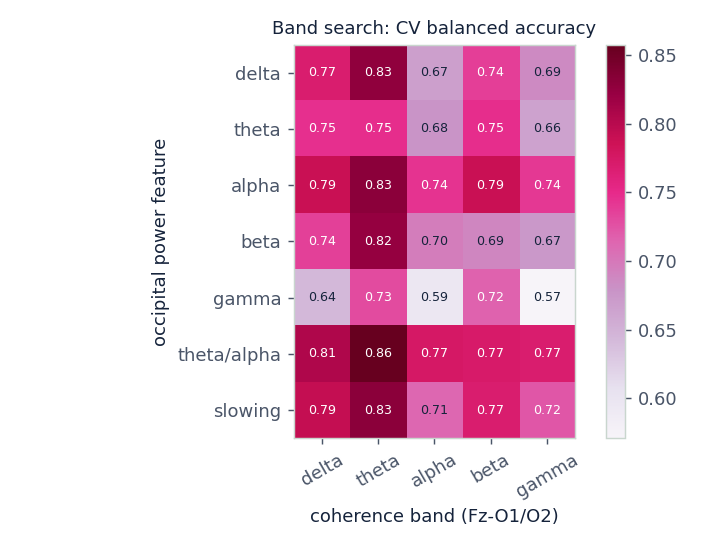 Band search: CV balanced accuracy
delta 0.77 0.83 0.67 0.74 0.69
theta 0.75 0.75 0.68 0.75 0.66
alpha 0.79 0.83 0.74 0.79 0.74
beta 0.74 0.82 0.70 0.69 0.67
gamma 0.64 0.73 0.59 0.72 0.57
theta/alpha 0.81 0.86 0.77 0.77 0.77
slowing 0.79 0.83 0.71 0.77 0.72
occipital power feature
delta theta alpha beta gamma
coherence band (Fz-O1/O2)
0.85
0.80
0.75
0.70
0.65
0.60